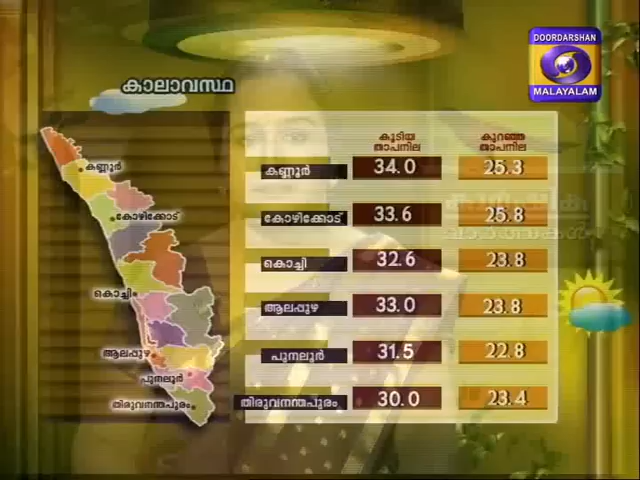 DOORDARSHAN
MALAYALAM
കാലാവസ്ഥ
കൂടിയ താപനില
കുറഞ്ഞ താപനില
കണ്ണൂർ 34.0 25.3
കോഴിക്കോട് 33.6 25.8
കൊച്ചി 32.6 23.8
ആലപ്പുഴ 33.0 23.8
പുനലൂർ 31.5 22.8
തിരുവനന്തപുരം 30.0 23.4
കണ്ണൂർ
കോഴിക്കോട്
കൊച്ചി
ആലപ്പുഴ
പുനലൂർ
തിരുവനന്തപുരം